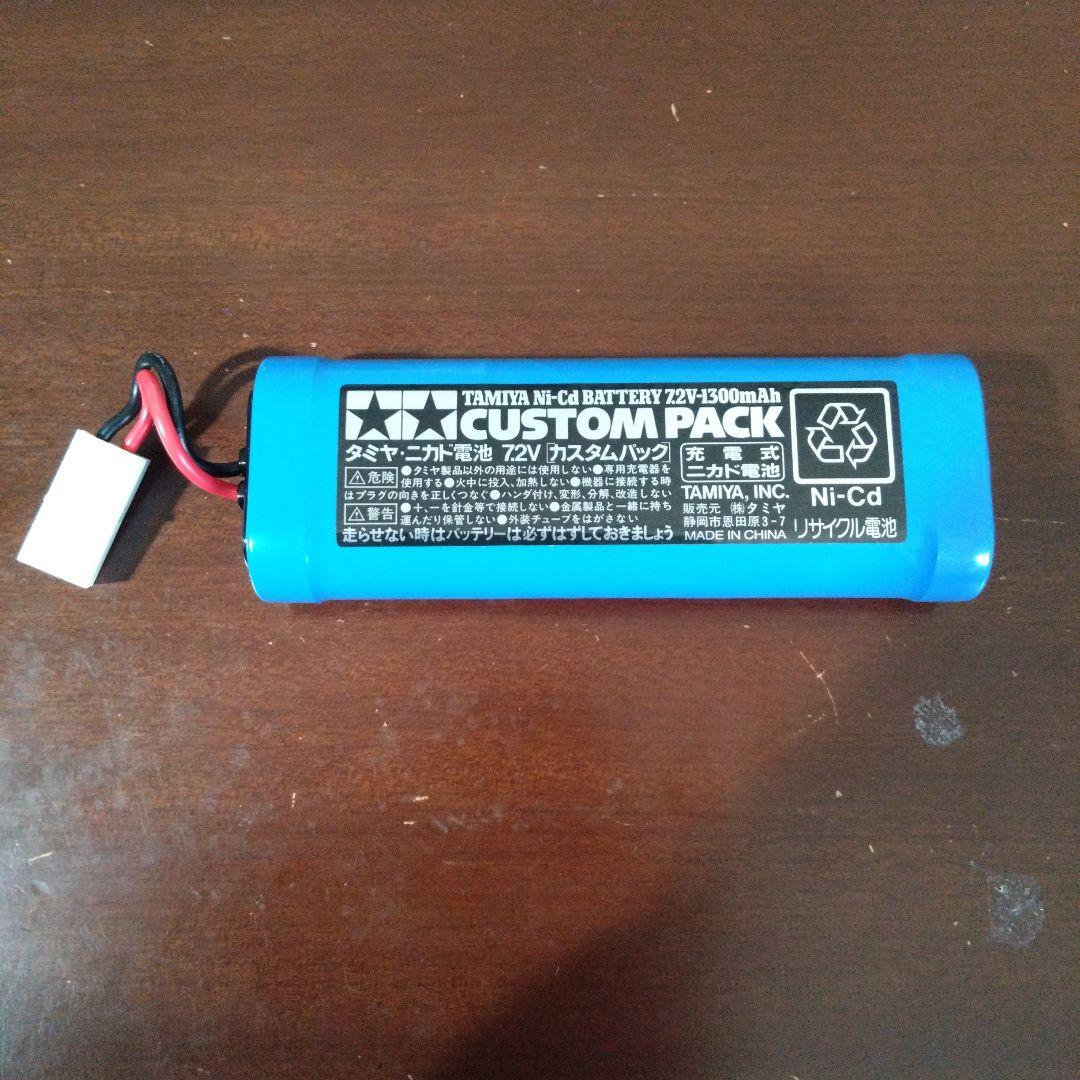 TAMIYA Ni-Cd BATTERY 7.2V-1300mAh
CUSTOM PACK
タミヤ・ニカド電池 7.2V [カスタムパック]
危険 ●タミヤ製品以外の用途には使用しない●専用充電器を
使用する●火中に投入、加熱しない●機器に接続する時
はプラグの向きを正しくつなぐ●ハンダ付け、変形、分解、改造しない
警告 ●＋、－を針金等で接続しない●金属製品と一緒に持ち
運んだり保管しない●外装チューブをはがさない
走らせない時はバッテリーは必ずはずしておきましょう
充電式
ニカド電池
TAMIYA, INC.
販売元 (株)タミヤ
静岡市恩田原3-7
MADE IN CHINA
Ni-Cd
リサイクル電池